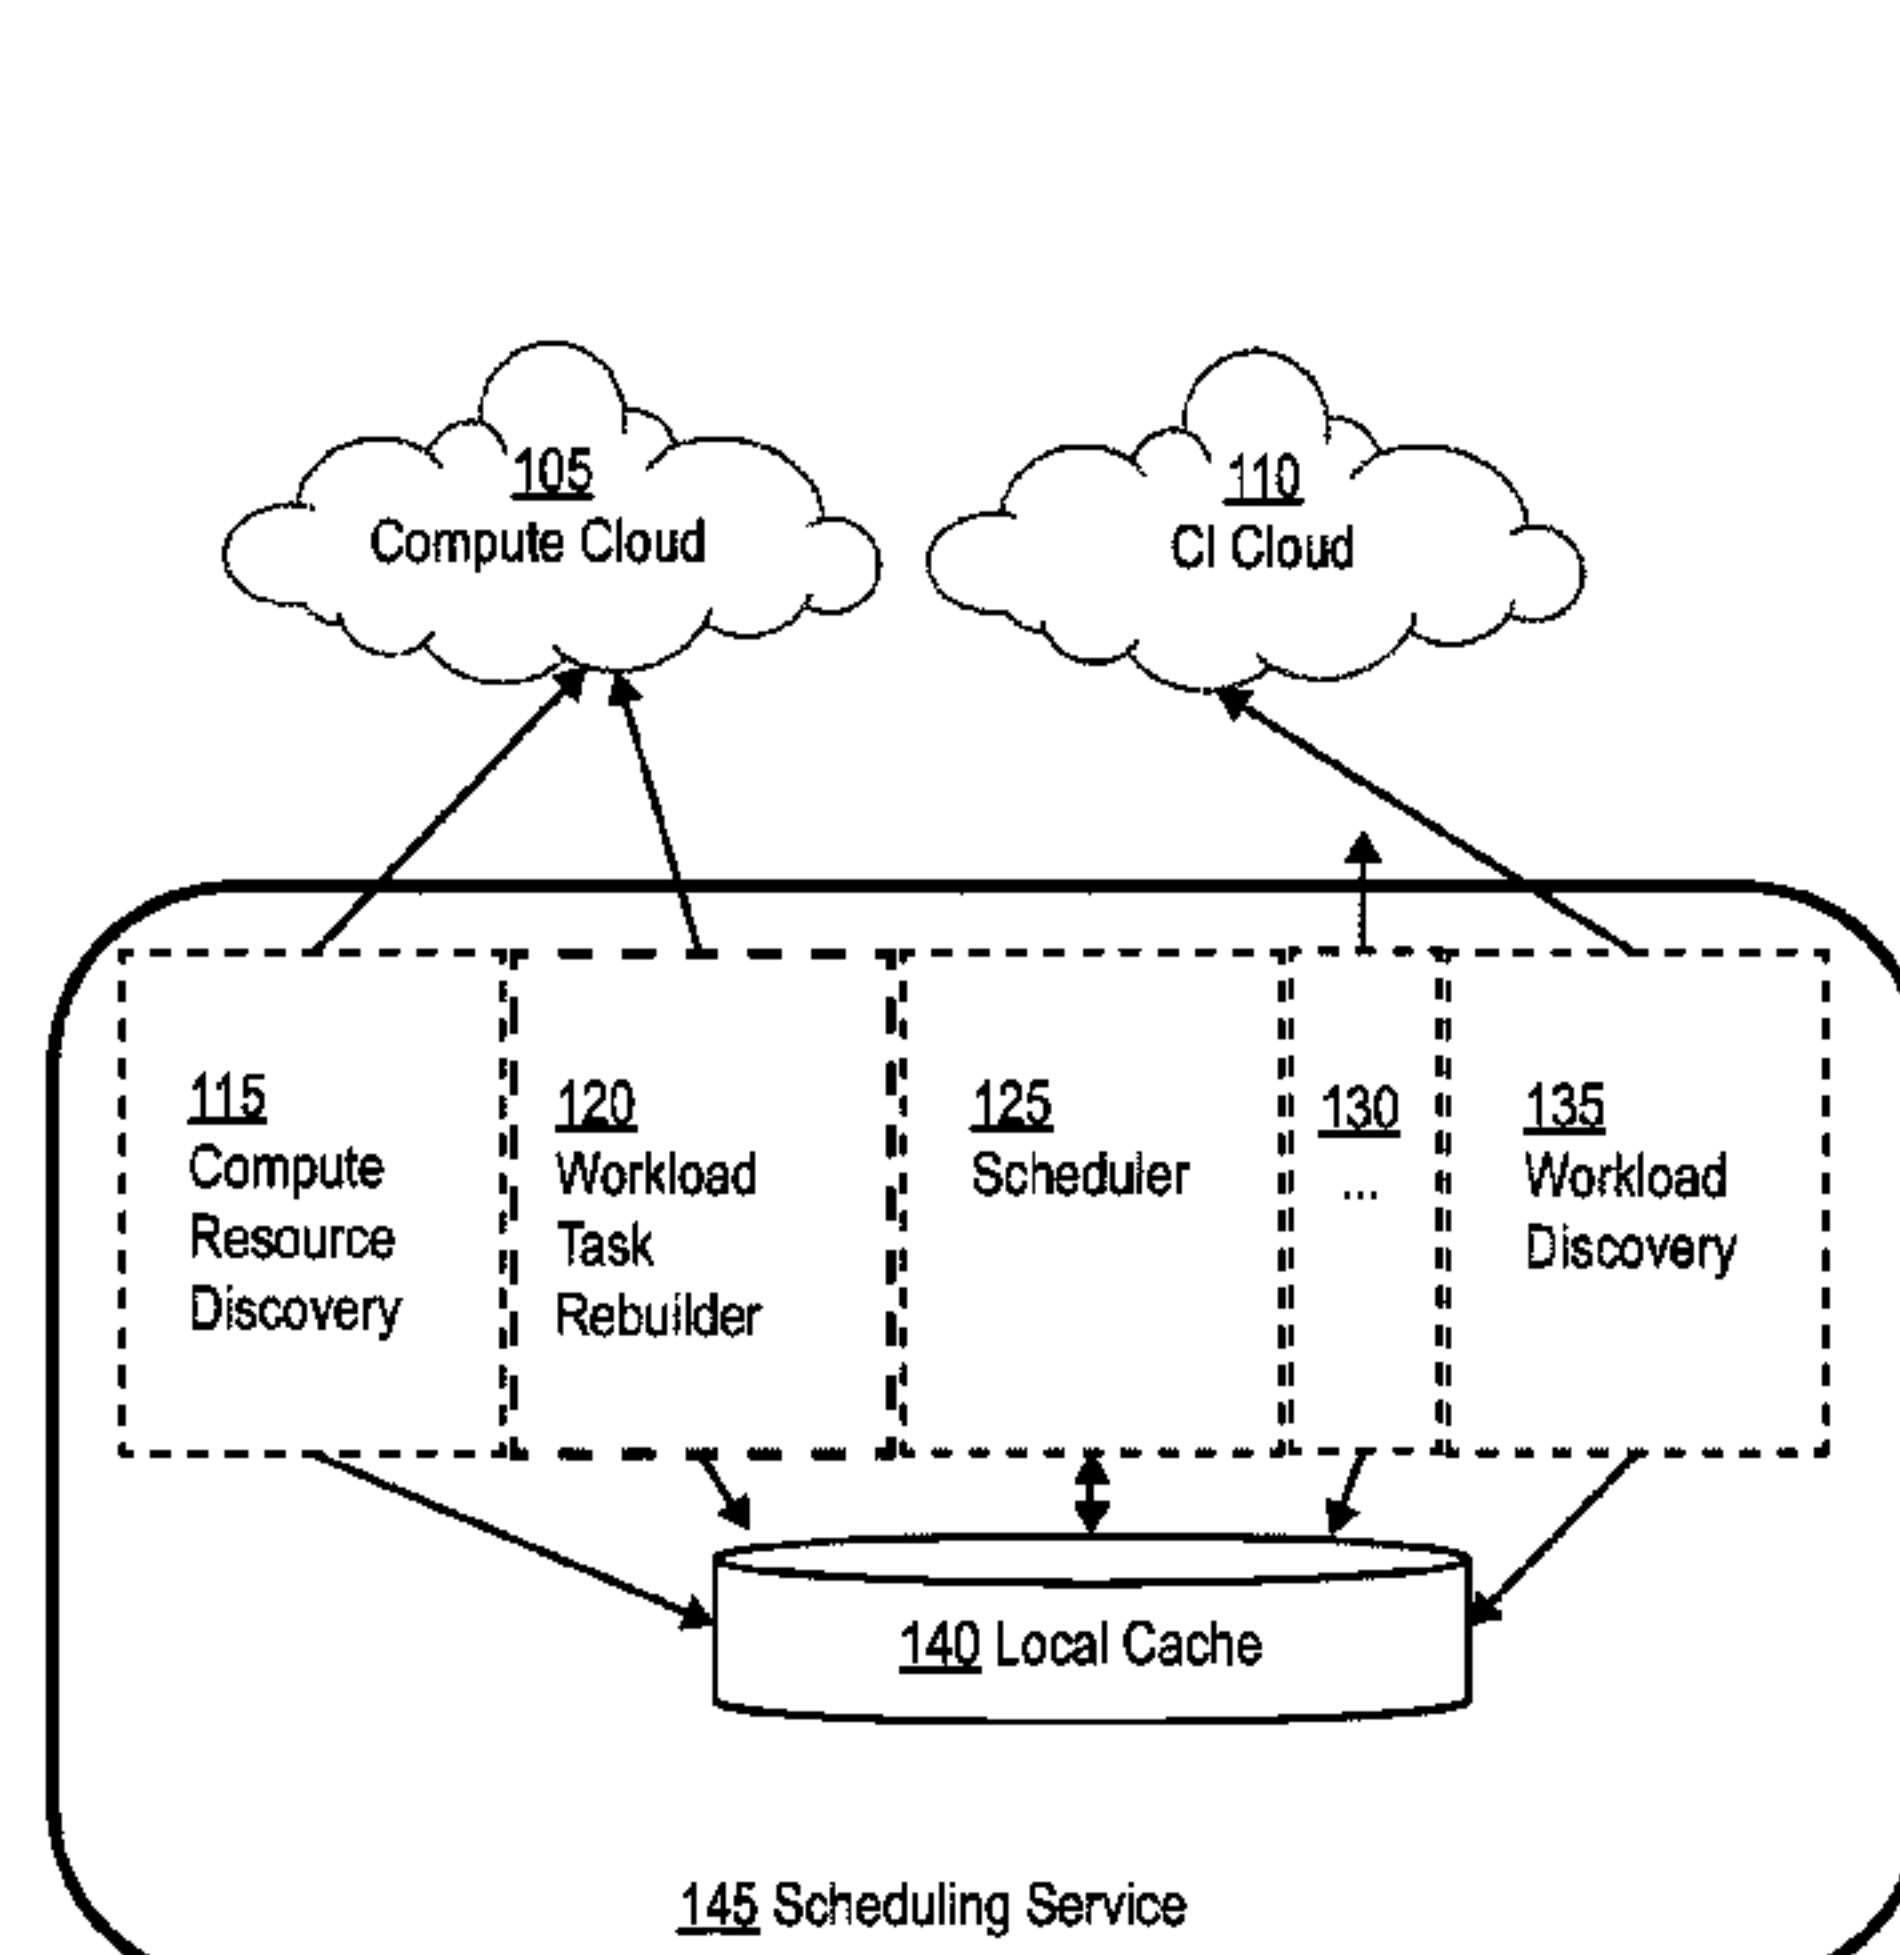 105
Compute Cloud
110
CI Cloud
115
Compute
Resource
Discovery
120
Workload
Task
Rebuilder
125
Scheduler
130
...
135
Workload
Discovery
140 Local Cache
145 Scheduling Service